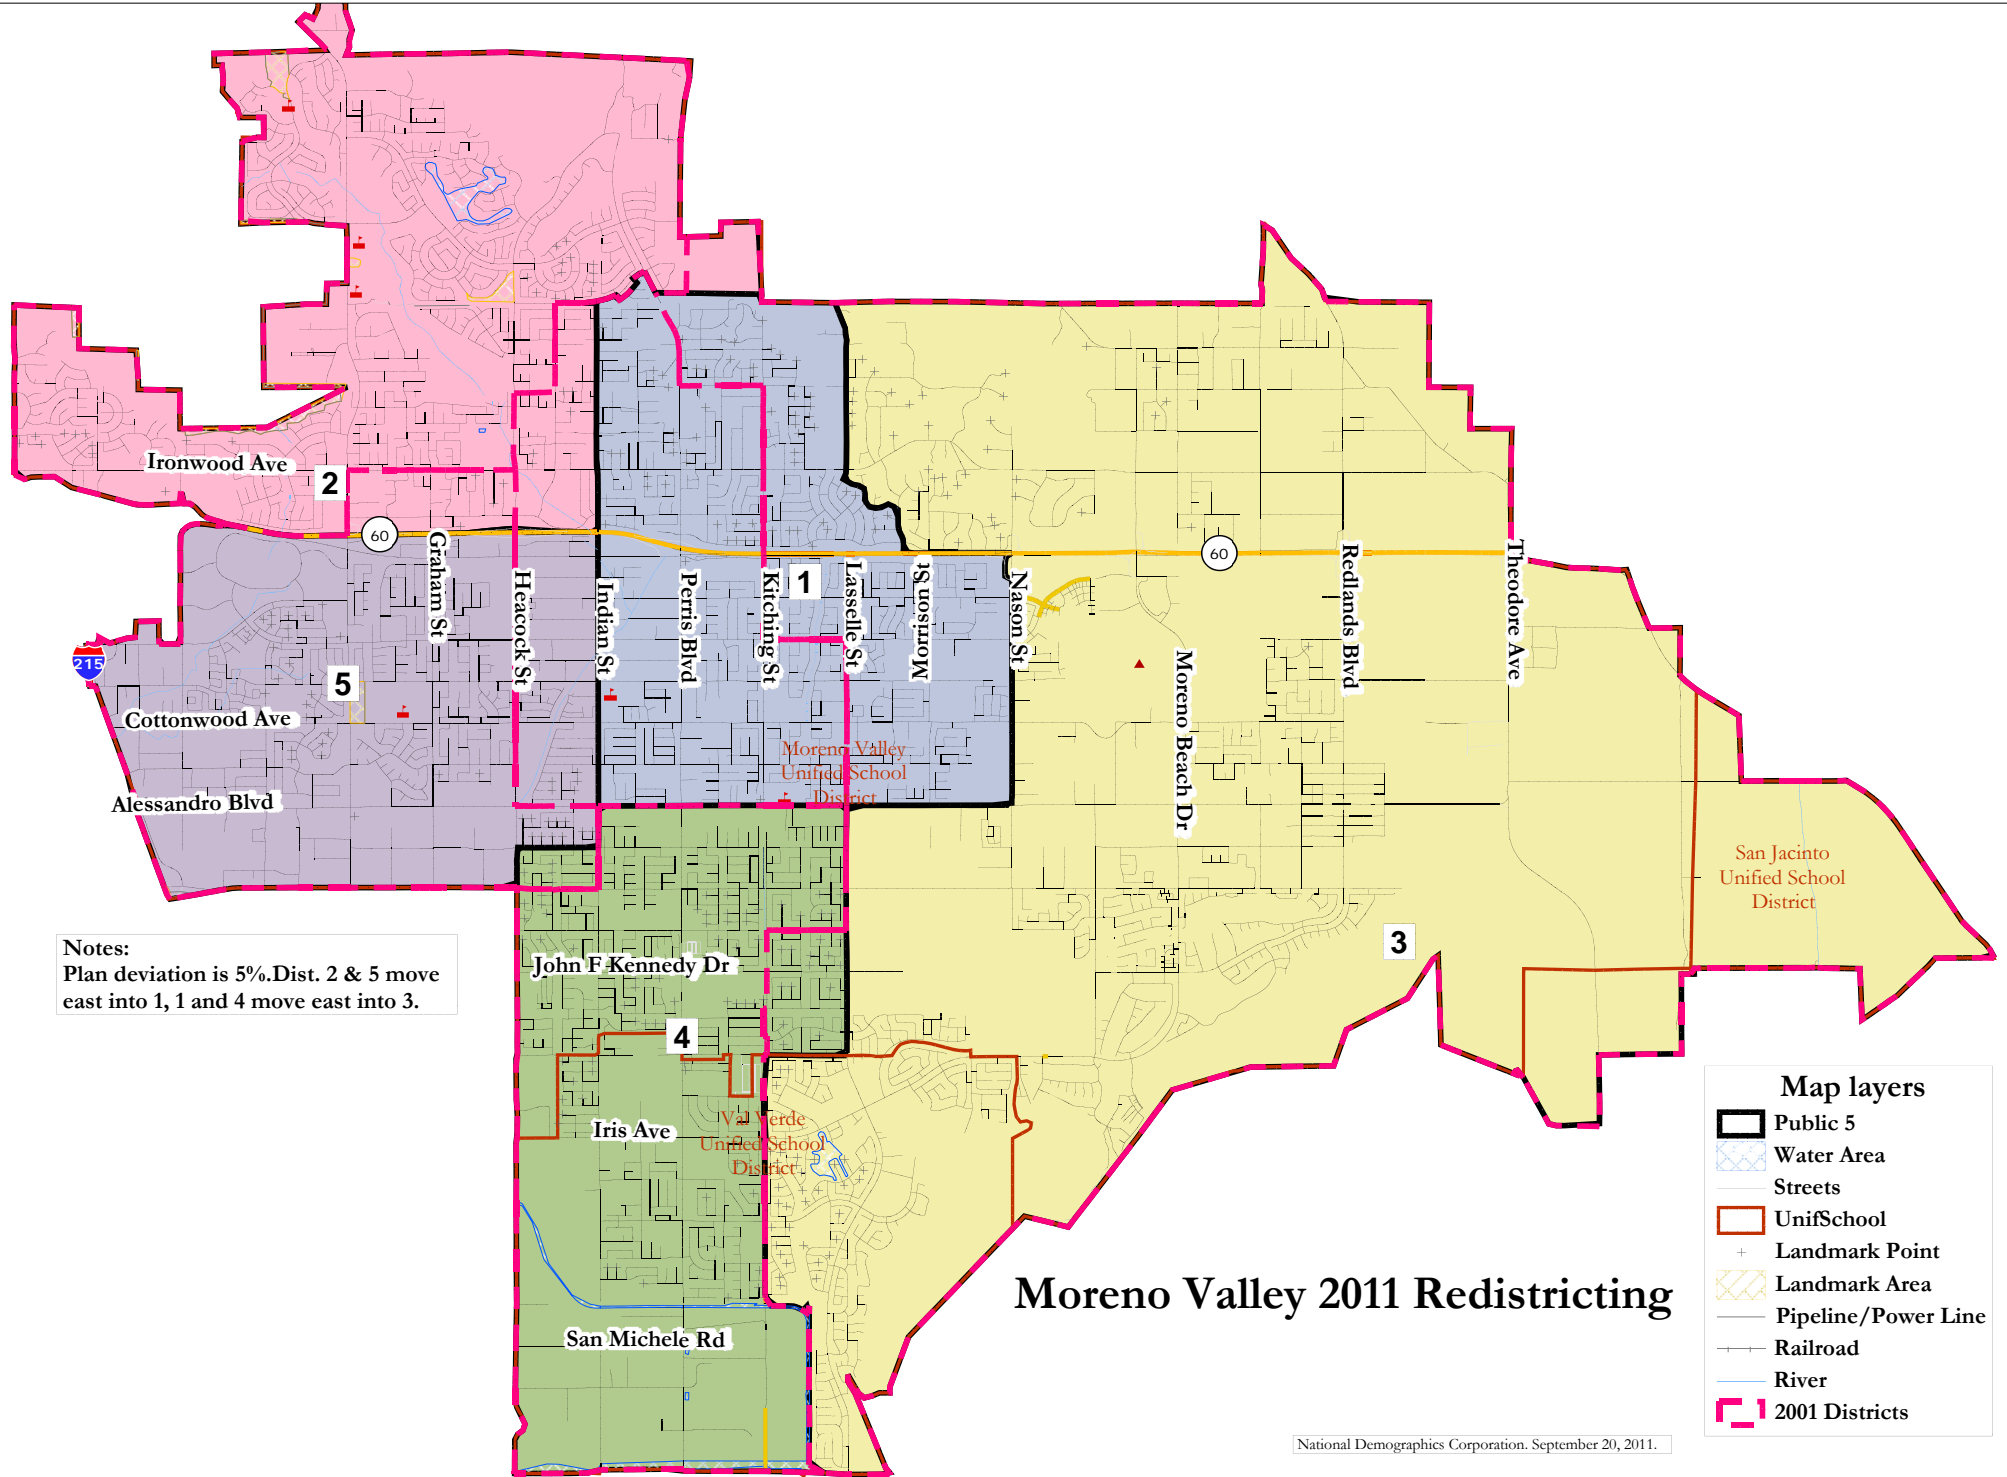 Ironwood Ave
2
60
60
Graham St
Heacock St
Indian St
Perris Blvd
Kitching St
1
Lasselle St
Morrison St
Nason St
Moreno Beach Dr
Redlands Blvd
Theodore Ave
215
5
Cottonwood Ave
Moreno Valley
Unified School
District
Alessandro Blvd
San Jacinto
Unified School
District
Notes:
Plan deviation is 5%.Dist. 2 & 5 move
east into 1, 1 and 4 move east into 3.
John F Kennedy Dr
3
4
Iris Ave
Val Verde
Unified School
District
San Michele Rd
Moreno Valley 2011 Redistricting
Map layers
Public 5
Water Area
Streets
UnifSchool
Landmark Point
Landmark Area
Pipeline/Power Line
Railroad
River
2001 Districts
National Demographics Corporation. September 20, 2011.